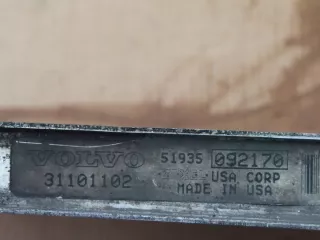 VOLVO 51935 092170
31101102 USA CORP
MADE IN USA